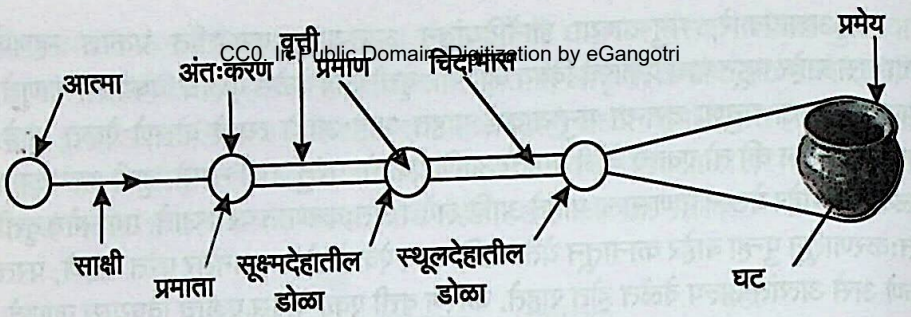 प्रमेय
वृत्ती
CC0. In Public Domain. Digitization by eGangotri
आत्मा
अंतःकरण
प्रमाण
चिदाभास
साक्षी
प्रमाता
सूक्ष्मदेहातील
डोळा
स्थूलदेहातील
डोळा
घट